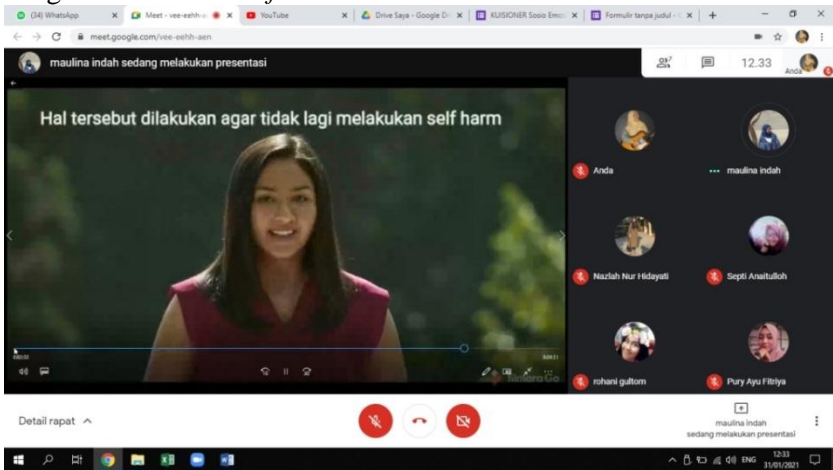 (34) WhatsApp
Meet - vee-eehh-a
YouTube
Drive Saya - Google D
KUISIONER Sosio Emo
Formulir tanpa judul -
meet.google.com/vee-eehh-aen
maulina indah sedang melakukan presentasi
7
12.33
Anda
Hal tersebut dilakukan agar tidak lagi melakukan self harm
Anda
maulina indah
Nazlah Nur Hidayati
Septi Anaitulloh
rohani gultom
Pury Ayu Fitriya
Detail rapat
maulina indah
sedang melakukan presentasi
ENG
12:33
31/01/2021